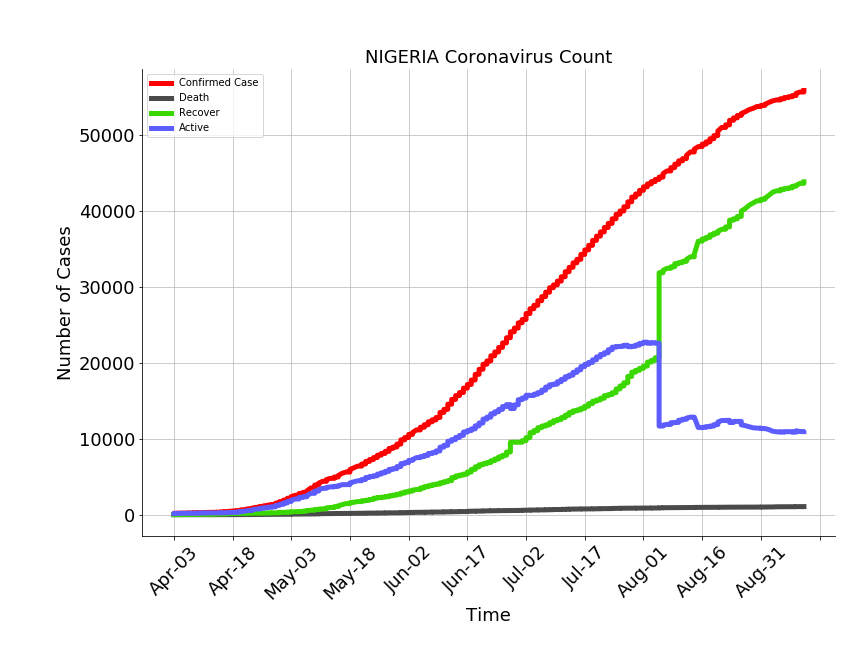 NIGERIA Coronavirus Count
Confirmed Case
Death
Recover
Active
Number of Cases
50000
40000
30000
20000
10000
0
Apr-03
Apr-18
May-03
May-18
Jun-02
Jun-17
Jul-02
Jul-17
Aug-01
Aug-16
Aug-31
Time